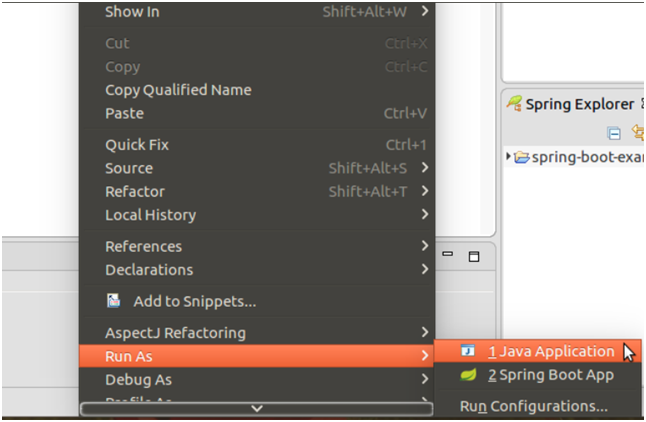 Show In Shift+Alt+W
Cut Ctrl+X
Copy Ctrl+C
Copy Qualified Name
Paste Ctrl+V
Quick Fix Ctrl+1
Source Shift+Alt+S
Refactor Shift+Alt+T
Local History
References
Declarations
Add to Snippets...
AspectJ Refactoring
Run As
Debug As
Profile As
Spring Explorer
spring-boot-exa
1 Java Application
2 Spring Boot App
Run Configurations...